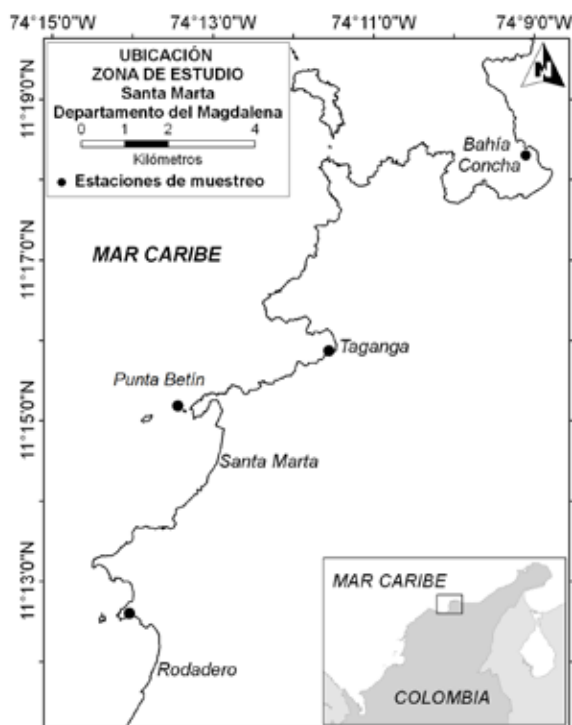 74°15'0"W 74°13'0"W 74°11'0"W 74°9'0"W
UBICACIÓN
ZONA DE ESTUDIO
Santa Marta
Departamento del Magdalena
0 1 2 4
Kilómetros
Estaciones de muestreo
N
11°19'0"N
Bahía
Concha
MAR CARIBE
11°17'0"N
Taganga
Punta Betín
11°15'0"N
Santa Marta
11°13'0"N
Rodadero
MAR CARIBE
COLOMBIA